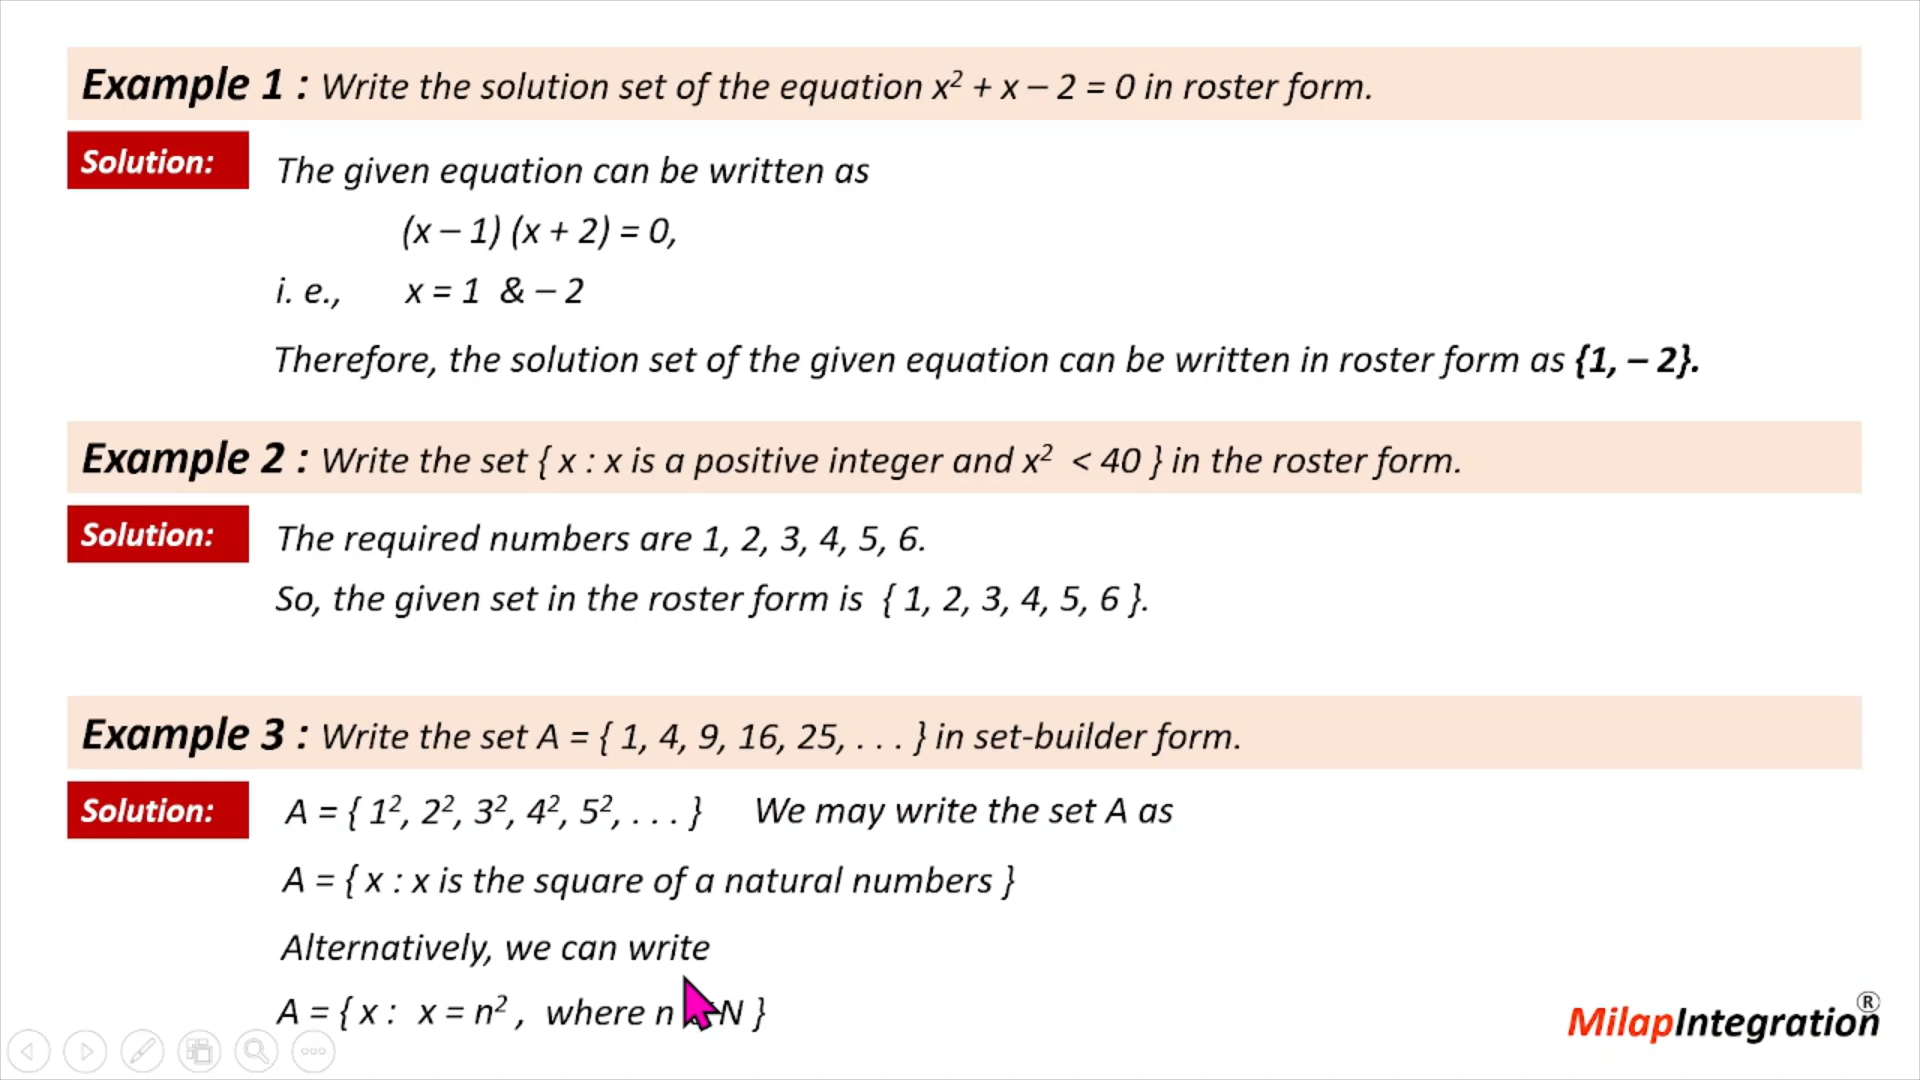 Example 1 : Write the solution set of the equation x² + x – 2 = 0 in roster form.
Solution: The given equation can be written as
(x – 1) (x + 2) = 0,
i. e., x = 1 & – 2
Therefore, the solution set of the given equation can be written in roster form as {1, – 2}.
Example 2 : Write the set { x : x is a positive integer and x² < 40 } in the roster form.
Solution: The required numbers are 1, 2, 3, 4, 5, 6.
So, the given set in the roster form is { 1, 2, 3, 4, 5, 6 }.
Example 3 : Write the set A = { 1, 4, 9, 16, 25, . . . } in set-builder form.
Solution: A = { 1², 2², 3², 4², 5², . . . } We may write the set A as
A = { x : x is the square of a natural numbers }
Alternatively, we can write
A = { x : x = n² , where n N }
MilapIntegration ®